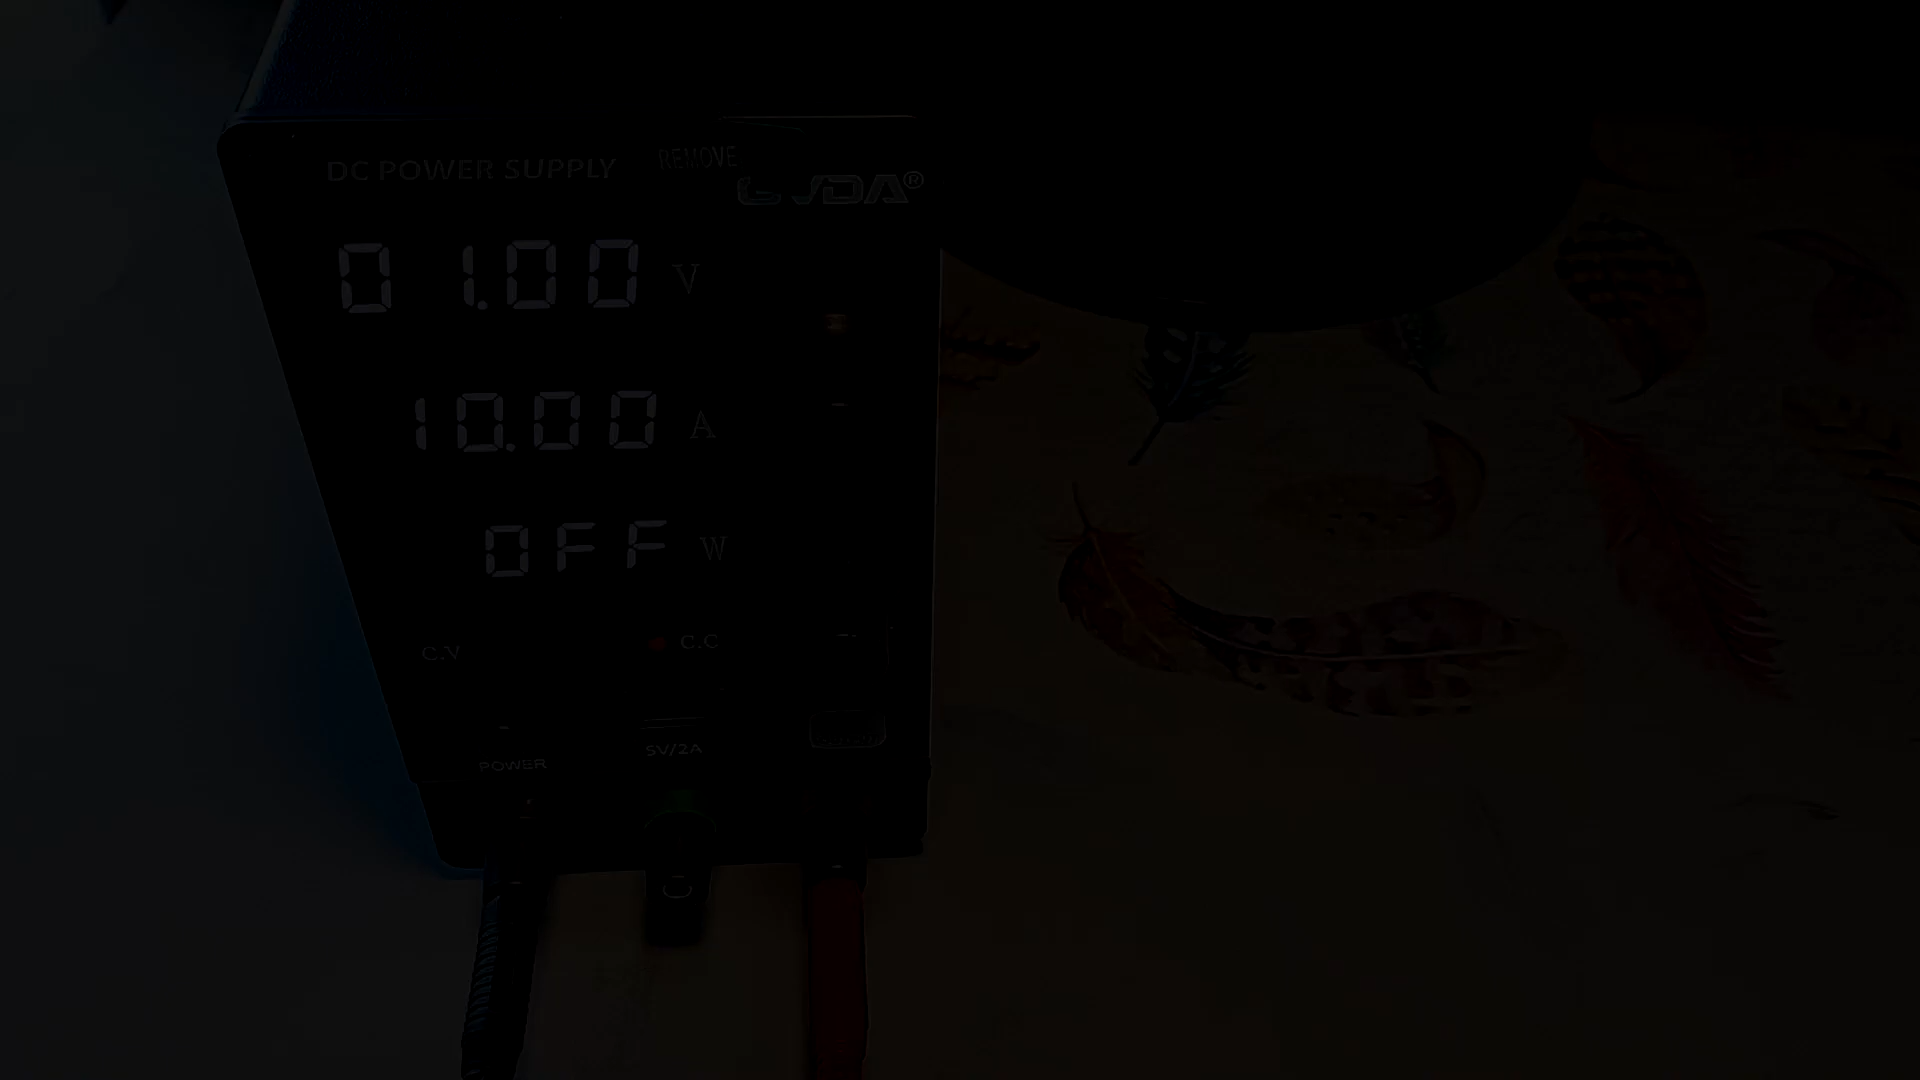 DC POWER SUPPLY REMOVE
®
01.00 V
10.00 A
OFF W
C.V C.C
POWER 5V/2A